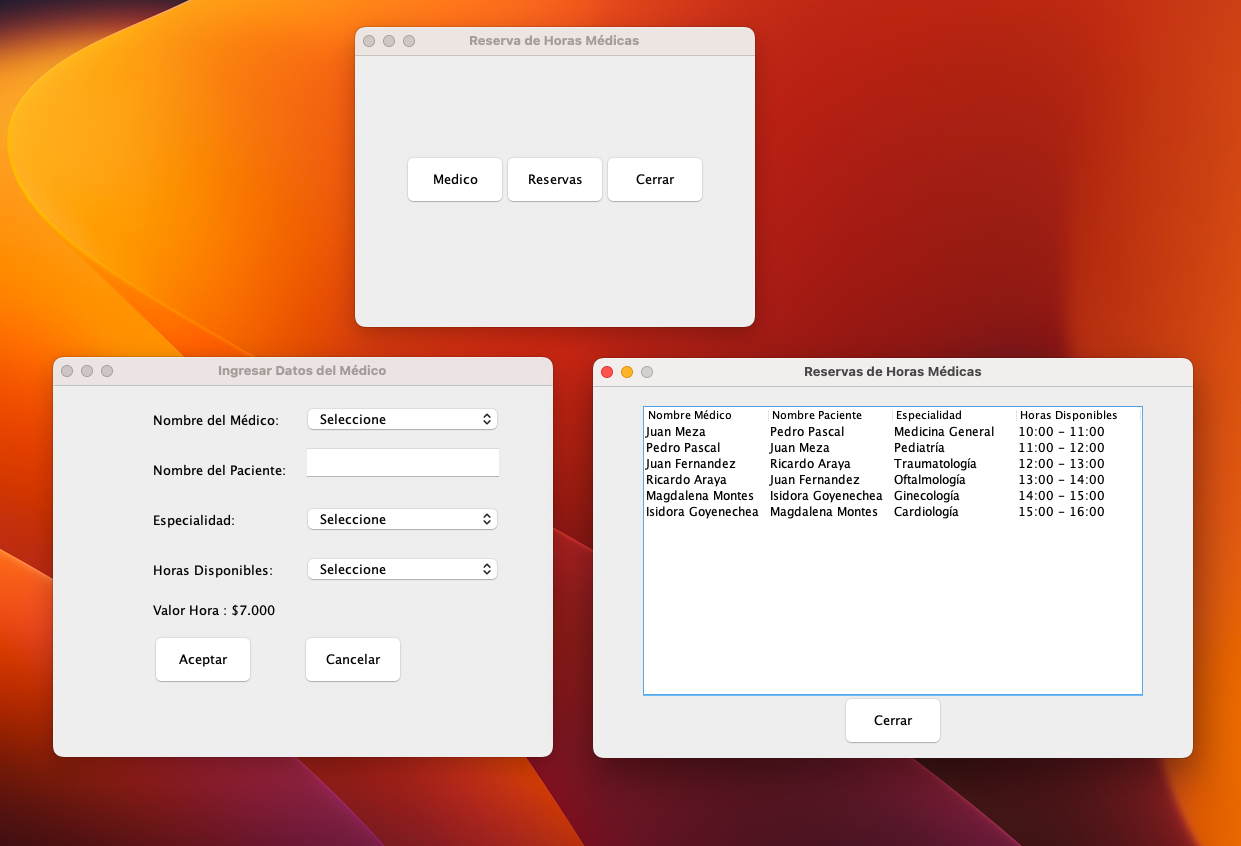 Reserva de Horas Médicas
Medico Reservas Cerrar
Ingresar Datos del Médico
Nombre del Médico: Seleccione
Nombre del Paciente:
Especialidad: Seleccione
Horas Disponibles: Seleccione
Valor Hora : $7.000
Aceptar Cancelar
Reservas de Horas Médicas
Nombre Médico Nombre Paciente Especialidad Horas Disponibles
Juan Meza Pedro Pascal Medicina General 10:00 - 11:00
Pedro Pascal Juan Meza Pediatría 11:00 - 12:00
Juan Fernandez Ricardo Araya Traumatología 12:00 - 13:00
Ricardo Araya Juan Fernandez Oftalmología 13:00 - 14:00
Magdalena Montes Isidora Goyenechea Ginecología 14:00 - 15:00
Isidora Goyenechea Magdalena Montes Cardiología 15:00 - 16:00
Cerrar